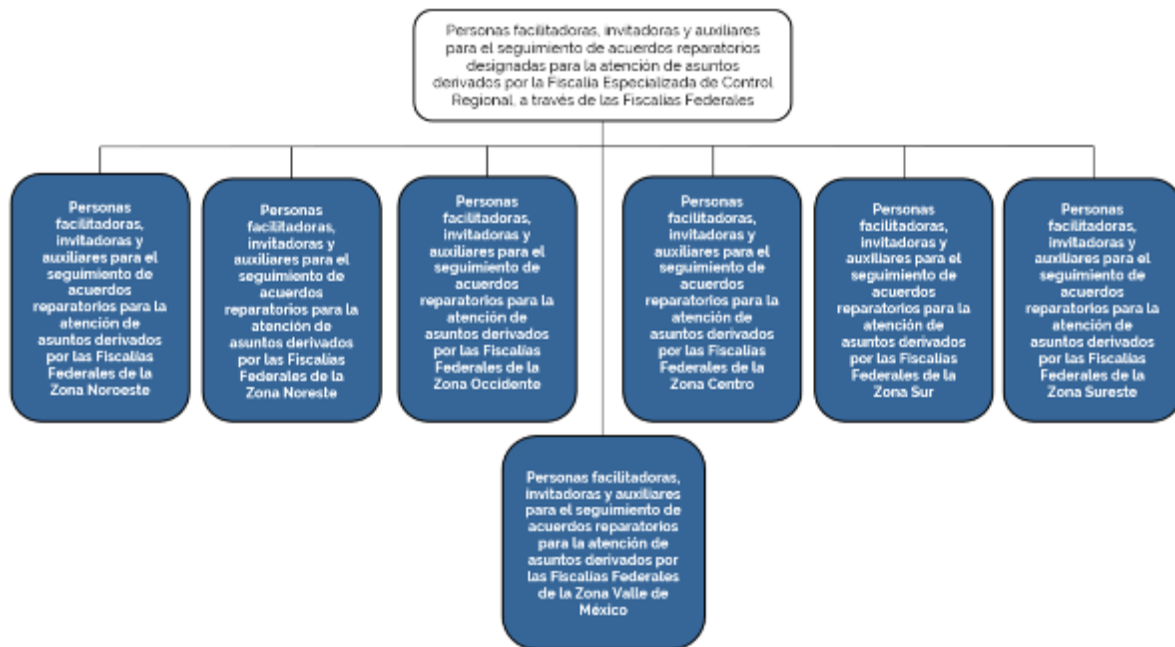 Personas facilitadoras, invitadoras y auxiliares
para el seguimiento de acuerdos reparatorios
designadas para la atención de asuntos
derivados por la Fiscalía Especializada de Control
Regional, a través de las Fiscalías Federales
Personas
facilitadoras,
invitadoras y
auxiliares para el
seguimiento de
acuerdos
reparatorios para la
atención de
asuntos derivados
por las Fiscalías
Federales de la
Zona Noroeste
Personas
facilitadoras,
invitadoras y
auxiliares para el
seguimiento de
acuerdos
reparatorios para la
atención de
asuntos derivados
por las Fiscalías
Federales de la
Zona Noreste
Personas
facilitadoras,
invitadoras y
auxiliares para el
seguimiento de
acuerdos
reparatorios para la
atención de
asuntos derivados
por las Fiscalías
Federales de la
Zona Occidente
Personas
facilitadoras,
invitadoras y
auxiliares para el
seguimiento de
acuerdos
reparatorios para la
atención de
asuntos derivados
por las Fiscalías
Federales de la
Zona Centro
Personas
facilitadoras,
invitadoras y
auxiliares para el
seguimiento de
acuerdos
reparatorios para la
atención de
asuntos derivados
por las Fiscalías
Federales de la
Zona Sur
Personas
facilitadoras,
invitadoras y
auxiliares para el
seguimiento de
acuerdos
reparatorios para la
atención de
asuntos derivados
por las Fiscalías
Federales de la
Zona Sureste
Personas facilitadoras,
invitadoras y auxiliares
para el seguimiento de
acuerdos reparatorios
para la atención de
asuntos derivados por
las Fiscalías Federales
de la Zona Valle de
México